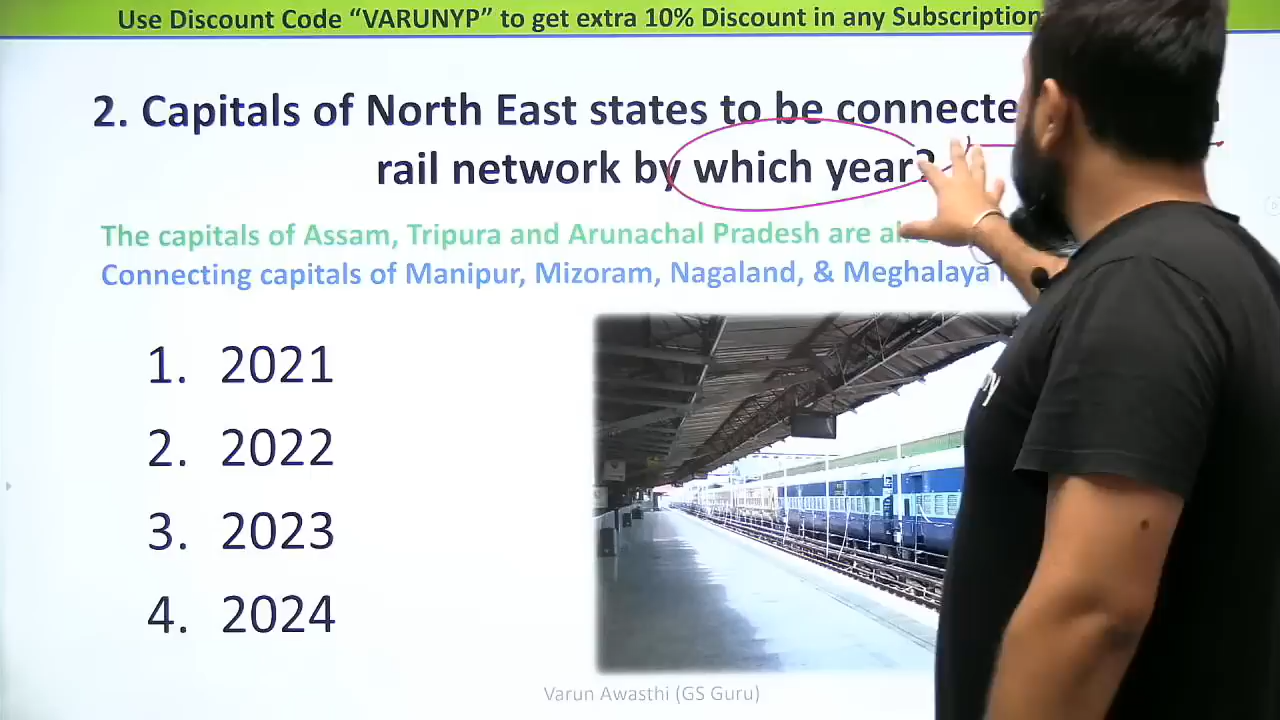 Use Discount Code “VARUNYP” to get extra 10% Discount in any Subscription
2. Capitals of North East states to be
rail network by which year?
The capitals of Assam, Tripura and Arunachal Pradesh are
Connecting capitals of Manipur, Mizoram, Nagaland, & Meghalaya
1. 2021
2. 2022
3. 2023
4. 2024
Varun Awasthi (GS Guru)